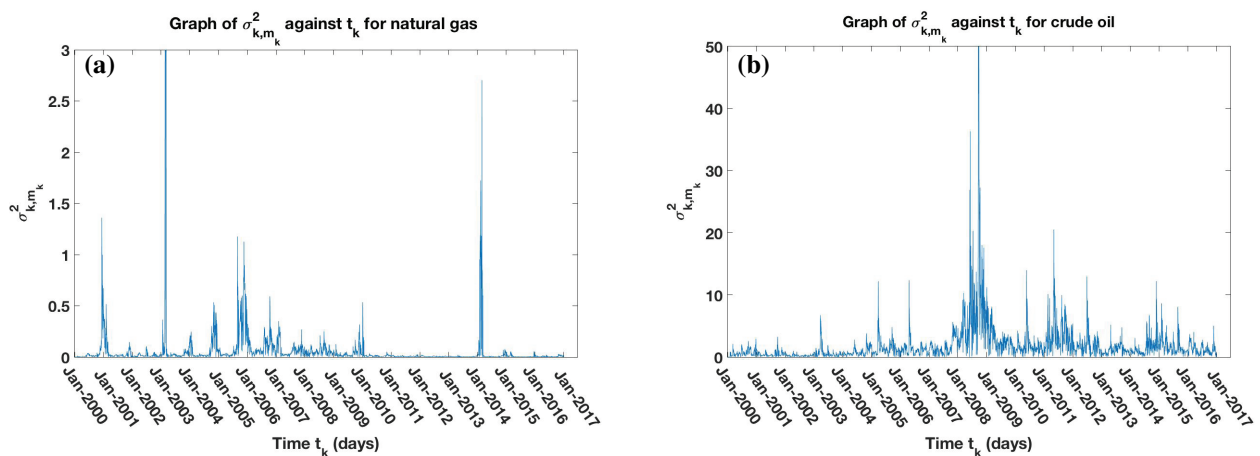 Graph of σ²ₖ,ₘₖ against tₖ for natural gas
(a)
σ²ₖ,ₘₖ
3
2.5
2
1.5
1
0.5
0
Jan-2000
Jan-2001
Jan-2002
Jan-2003
Jan-2004
Jan-2005
Jan-2006
Jan-2007
Jan-2008
Jan-2009
Jan-2010
Jan-2011
Jan-2012
Jan-2013
Jan-2014
Jan-2015
Jan-2016
Jan-2017
Time tₖ (days)
Graph of σ²ₖ,ₘₖ against tₖ for crude oil
(b)
σ²ₖ,ₘₖ
50
40
30
20
10
0
Jan-2000
Jan-2001
Jan-2002
Jan-2003
Jan-2004
Jan-2005
Jan-2006
Jan-2007
Jan-2008
Jan-2009
Jan-2010
Jan-2011
Jan-2012
Jan-2013
Jan-2014
Jan-2015
Jan-2016
Jan-2017
Time tₖ (days)